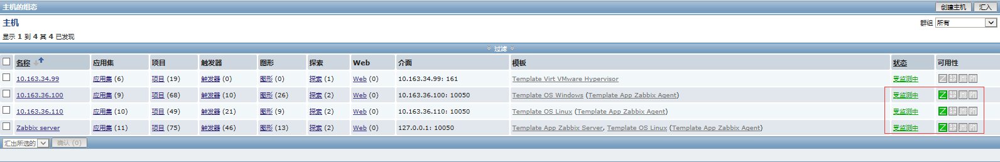 主机的组态 创建主机 汇入
主机 群组 所有
显示 1 到 4 其 4 已发现
过滤
名称 应用集 项目 触发器 图形 探索 Web 介面 模板 状态 可用性
10.163.34.99 应用集 (6) 项目 (19) 触发器 (0) 图形 (0) 探索 (1) Web (0) 10.163.34.99: 161 Template Virt VMware Hypervisor 受监测中
10.163.36.100 应用集 (9) 项目 (68) 触发器 (10) 图形 (26) 探索 (2) Web (0) 10.163.36.100: 10050 Template OS Windows (Template App Zabbix Agent) 受监测中 Z
10.163.36.110 应用集 (10) 项目 (49) 触发器 (21) 图形 (9) 探索 (2) Web (0) 10.163.36.110: 10050 Template OS Linux (Template App Zabbix Agent) 受监测中 Z
Zabbix server 应用集 (11) 项目 (75) 触发器 (46) 图形 (13) 探索 (2) Web (0) 127.0.0.1: 10050 Template App Zabbix Server, Template OS Linux (Template App Zabbix Agent) 受监测中 Z
汇出所选的 确认 (0)